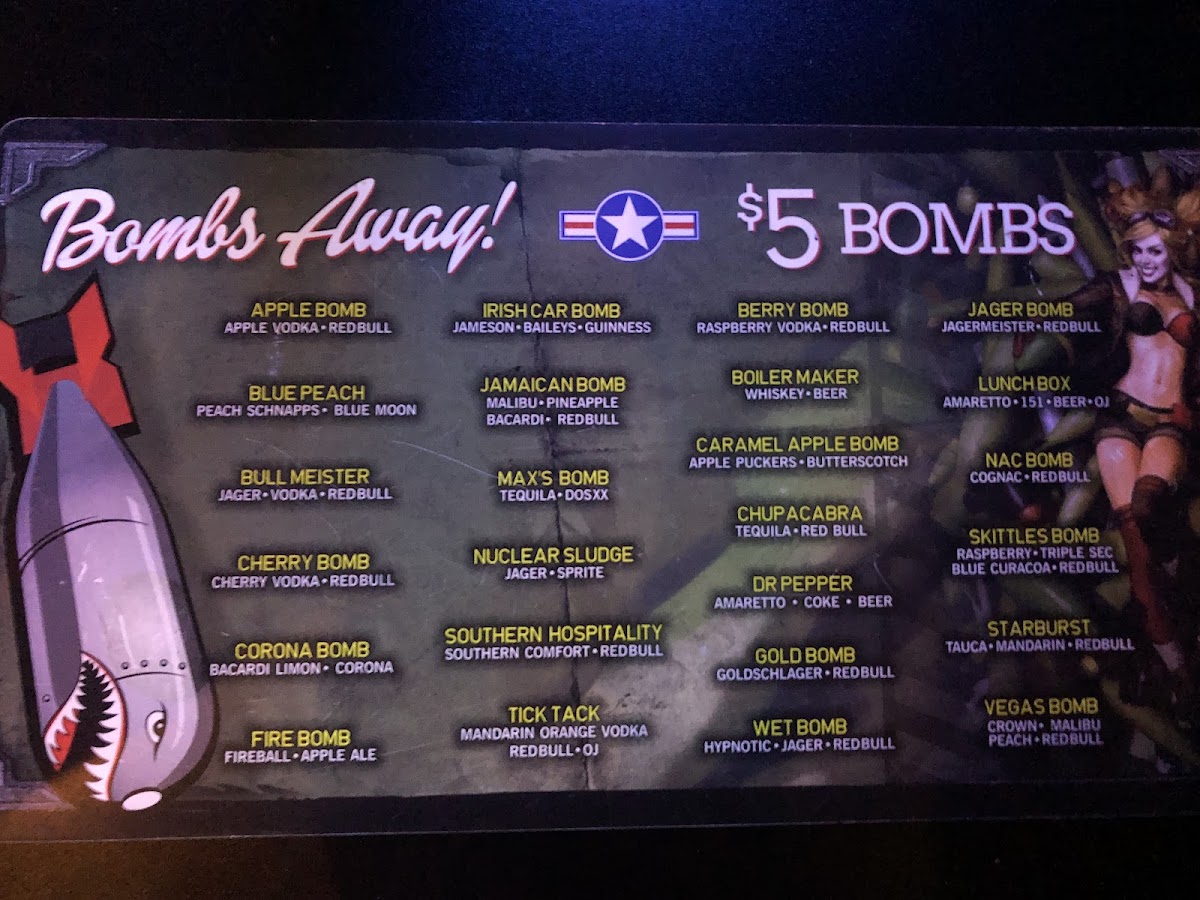 Bombs Away!
$5 BOMBS
APPLE BOMB
APPLE VODKA • REDBULL
BLUE PEACH
PEACH SCHNAPPS • BLUE MOON
BULL MEISTER
JAGER • VODKA • REDBULL
CHERRY BOMB
CHERRY VODKA • REDBULL
CORONA BOMB
BACARDI LIMON • CORONA
FIRE BOMB
FIREBALL • APPLE ALE
IRISH CAR BOMB
JAMESON • BAILEYS • GUINNESS
JAMAICAN BOMB
MALIBU • PINEAPPLE
BACARDI • REDBULL
MAX'S BOMB
TEQUILA • DOSXX
NUCLEAR SLUDGE
JAGER • SPRITE
SOUTHERN HOSPITALITY
SOUTHERN COMFORT • REDBULL
TICK TACK
MANDARIN ORANGE VODKA
REDBULL • OJ
BERRY BOMB
RASPBERRY VODKA • REDBULL
BOILER MAKER
WHISKEY • BEER
CARAMEL APPLE BOMB
APPLE PUCKERS • BUTTERSCOTCH
CHUPACABRA
TEQUILA • RED BULL
DR PEPPER
AMARETTO • COKE • BEER
GOLD BOMB
GOLDSCHLAGER • REDBULL
WET BOMB
HYPNOTIC • JAGER • REDBULL
JAGER BOMB
JAGERMEISTER • REDBULL
LUNCH BOX
AMARETTO • 151 • BEER • OJ
NAC BOMB
COGNAC • REDBULL
SKITTLES BOMB
RASPBERRY • TRIPLE SEC
BLUE CURACOA • REDBULL
STARBURST
TAUCA • MANDARIN • REDBULL
VEGAS BOMB
CROWN • MALIBU
PEACH • REDBULL